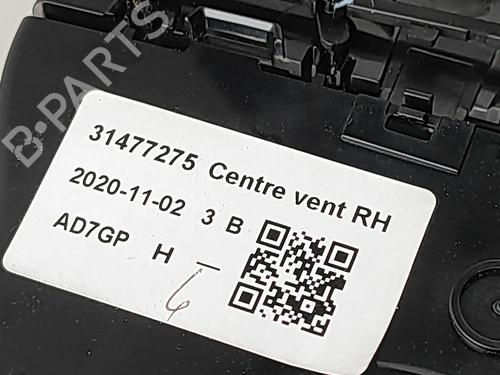 B-PARTS
31477275 Centre vent RH
2020-11-02 3 B
AD7GP H _
6